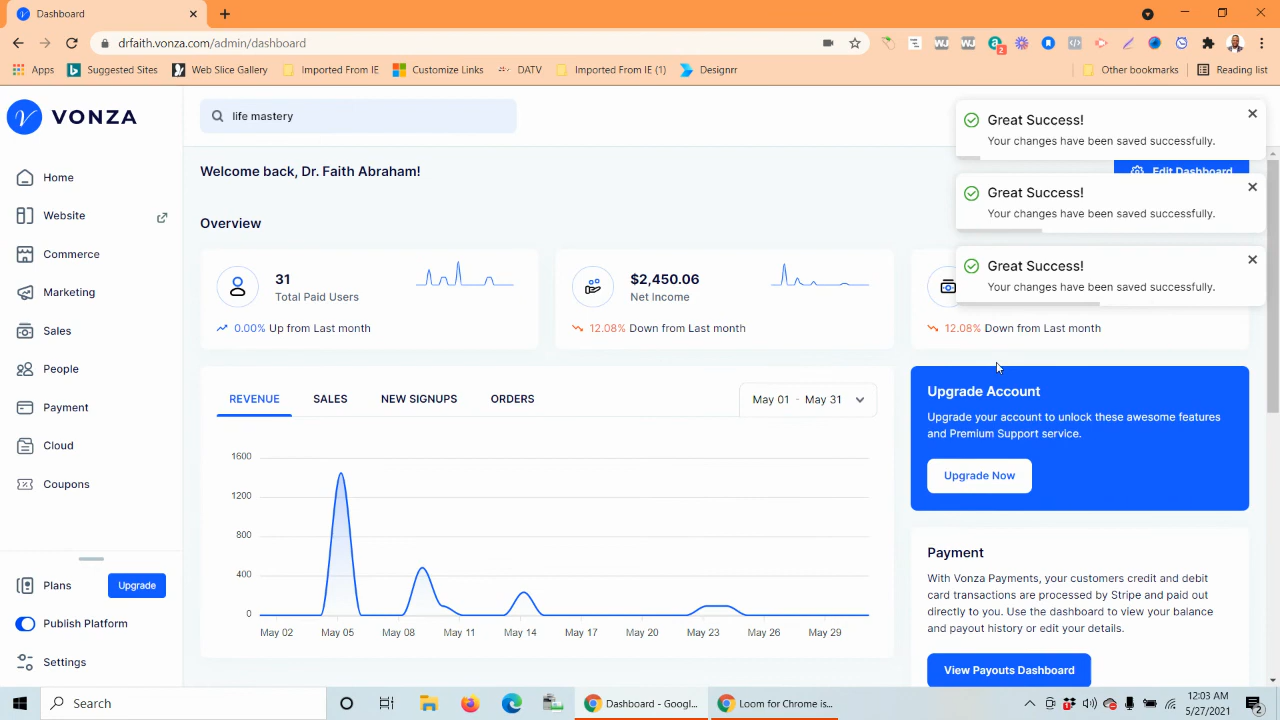 Dashboard
drfaith.vonza.com/admin/dashboard
2
Apps
Suggested Sites
Web Slice Gallery
Imported From IE
Customize Links
DATV
Imported From IE (1)
Designrr
Other bookmarks
Reading list
VONZA
life mastery
Great Success!
Your changes have been saved successfully.
Welcome back, Dr. Faith Abraham!
Edit Dashboard
Great Success!
Your changes have been saved successfully.
Great Success!
Your changes have been saved successfully.
Home
Website
Commerce
Marketing
Sales
People
Payment
Cloud
Coupons
Plans
Upgrade
Publish Platform
Settings
Overview
31
Total Paid Users
0.00% Up from Last month
$2,450.06
Net Income
12.08% Down from Last month
12.08% Down from Last month
REVENUE
SALES
NEW SIGNUPS
ORDERS
May 01 - May 31
1600
1200
800
400
0
May 02
May 05
May 08
May 11
May 14
May 17
May 20
May 23
May 26
May 29
Upgrade Account
Upgrade your account to unlock these awesome features
and Premium Support service.
Upgrade Now
Payment
With Vonza Payments, your customers credit and debit
card transactions are processed by Stripe and paid out
directly to you. Use the dashboard to view your balance
and payout history or edit your details.
View Payouts Dashboard
Search
Dashboard - Googl...
Loom for Chrome is...
12:03 AM
5/27/2021
2